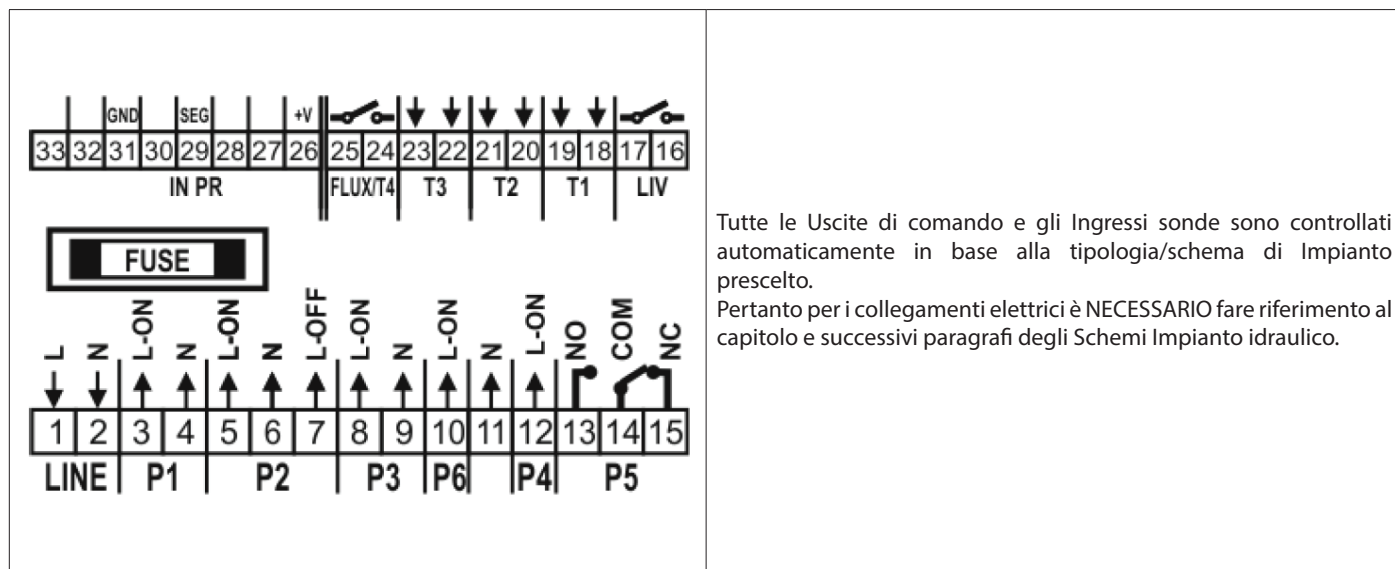 GND SEG +V
33 32 31 30 29 28 27 26 25 24 23 22 21 20 19 18 17 16
IN PR FLUX/T4 T3 T2 T1 LIV
FUSE
L N L-ON N L-ON N L-OFF L-ON N L-ON N L-ON NO COM NC
1 2 3 4 5 6 7 8 9 10 11 12 13 14 15
LINE P1 P2 P3 P6 P4 P5
Tutte le Uscite di comando e gli Ingressi sonde sono controllati
automaticamente in base alla tipologia/schema di Impianto
prescelto.
Pertanto per i collegamenti elettrici è NECESSARIO fare riferimento al
capitolo e successivi paragrafi degli Schemi Impianto idraulico.